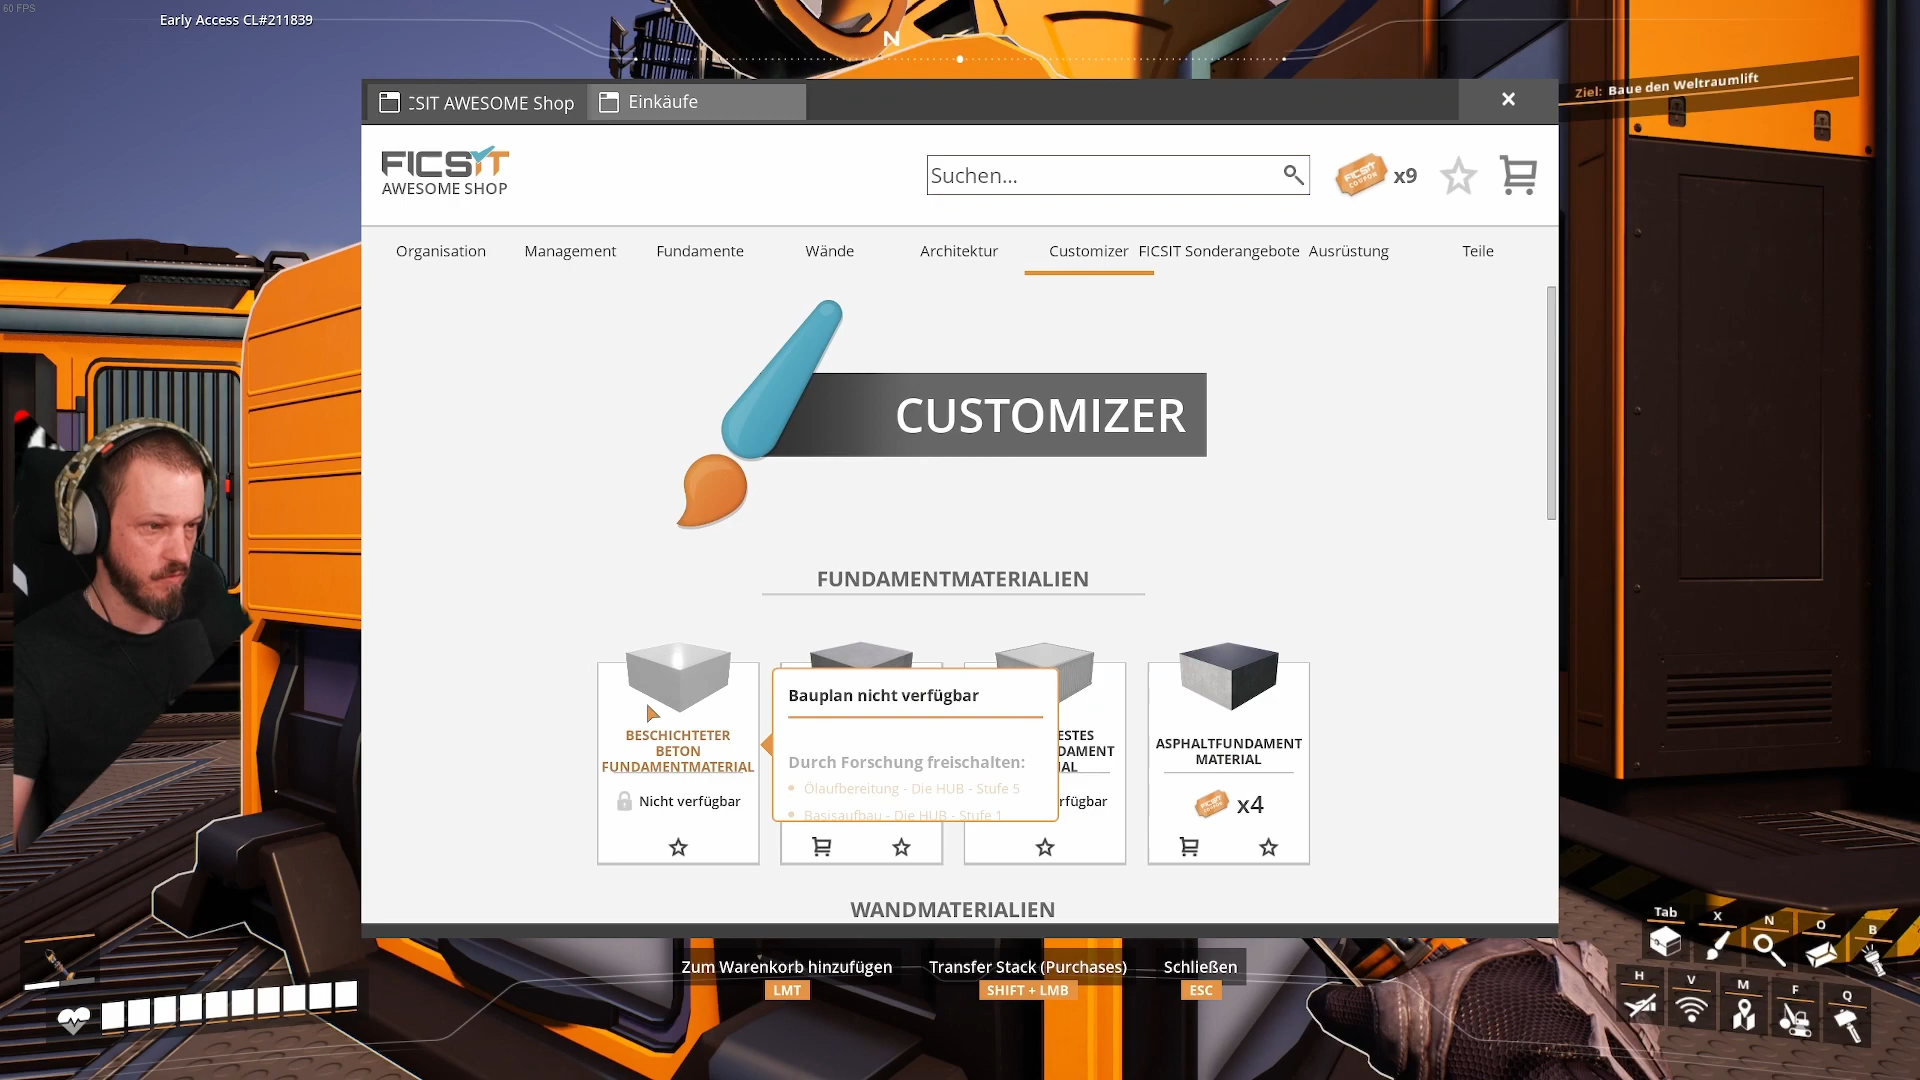 60 FPS
Early Access CL#211839
N
Ziel: Baue den Weltraumlift
SIT AWESOME Shop
Einkäufe
FICSIT
AWESOME SHOP
Suchen...
FICSIT
COUPON
x9
Organisation
Management
Fundamente
Wände
Architektur
Customizer
FICSIT Sonderangebote
Ausrüstung
Teile
CUSTOMIZER
FUNDAMENTMATERIALIEN
BESCHICHTETER
BETON
FUNDAMENTMATERIAL
Nicht verfügbar
Bauplan nicht verfügbar
Durch Forschung freischalten:
Ölaufbereitung - Die HUB - Stufe 5
Basisaufbau - Die HUB - Stufe 1
ESTES
DAMENT
IAL
rfügbar
ASPHALTFUNDAMENT
MATERIAL
x4
WANDMATERIALIEN
Zum Warenkorb hinzufügen
LMT
Transfer Stack (Purchases)
SHIFT + LMB
Schließen
ESC
Tab
X
N
O
B
H
V
M
F
Q